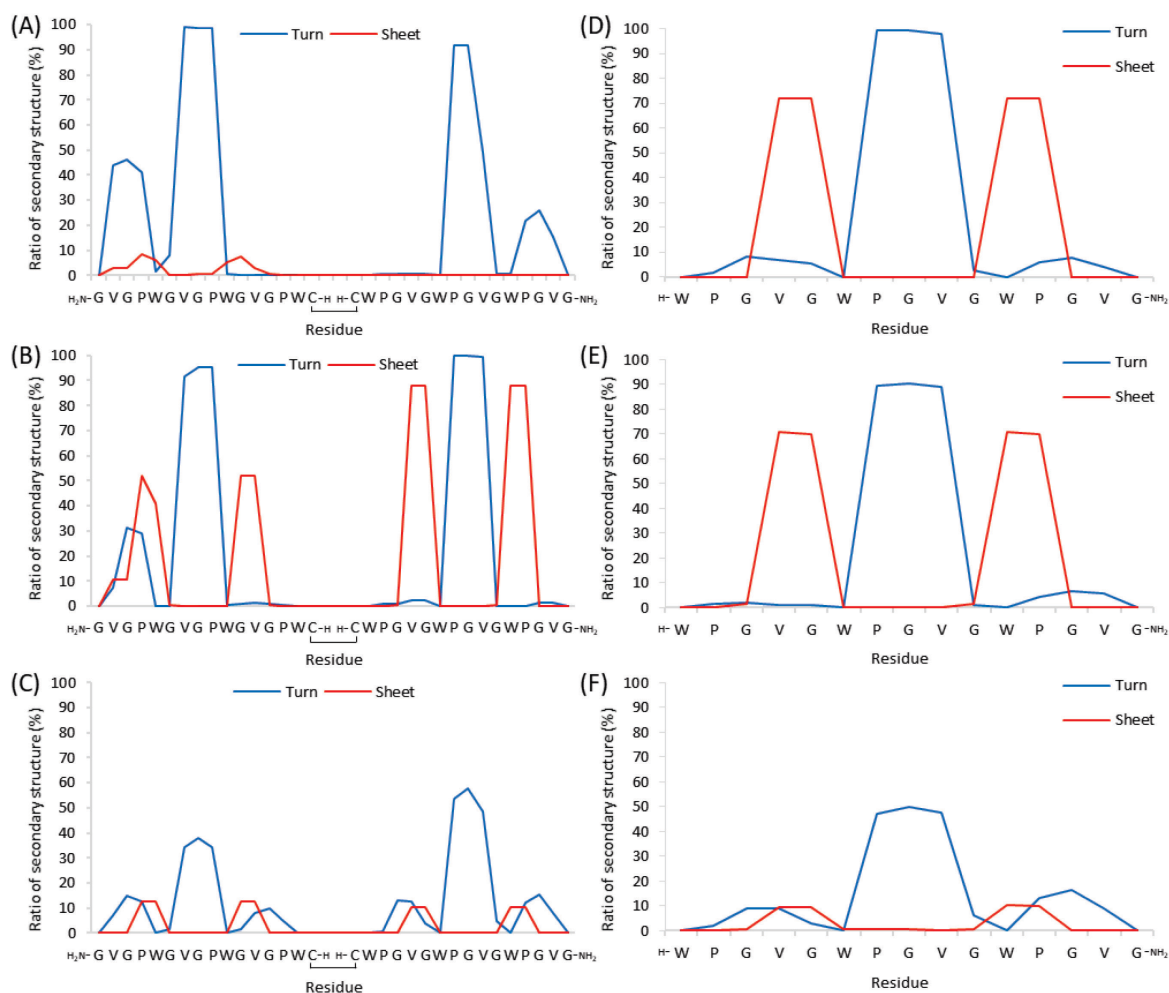 (A)
Ratio of secondary structure (%)
100
90
80
70
60
50
40
30
20
10
0
Turn
Sheet
H₂N-G V G P W G V G P W G V G P W C-H H-C W P G V G W P G V G W P G V G-NH₂
Residue
(B)
Ratio of secondary structure (%)
100
90
80
70
60
50
40
30
20
10
0
Turn
Sheet
H₂N-G V G P W G V G P W G V G P W C-H H-C W P G V G W P G V G W P G V G-NH₂
Residue
(C)
Ratio of secondary structure (%)
100
90
80
70
60
50
40
30
20
10
0
Turn
Sheet
H₂N-G V G P W G V G P W G V G P W C-H H-C W P G V G W P G V G W P G V G-NH₂
Residue
(D)
Ratio of secondary structure (%)
100
90
80
70
60
50
40
30
20
10
0
Turn
Sheet
H-W P G V G W P G V G W P G V G-NH₂
Residue
(E)
Ratio of secondary structure (%)
100
90
80
70
60
50
40
30
20
10
0
Turn
Sheet
H-W P G V G W P G V G W P G V G-NH₂
Residue
(F)
Ratio of secondary structure (%)
100
90
80
70
60
50
40
30
20
10
0
Turn
Sheet
H-W P G V G W P G V G W P G V G-NH₂
Residue